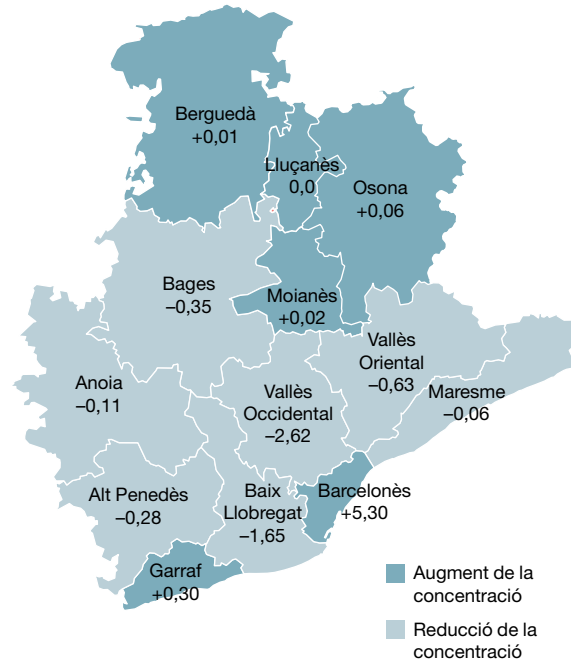 Berguedà
+0,01
Lluçanès
0,0
Osona
+0,06
Bages
−0,35
Moianès
+0,02
Vallès
Oriental
−0,63
Maresme
−0,06
Anoia
−0,11
Vallès
Occidental
−2,62
Alt Penedès
−0,28
Baix
Llobregat
−1,65
Barcelonès
+5,30
Garraf
+0,30
Augment de la
concentració
Reducció de la
concentració